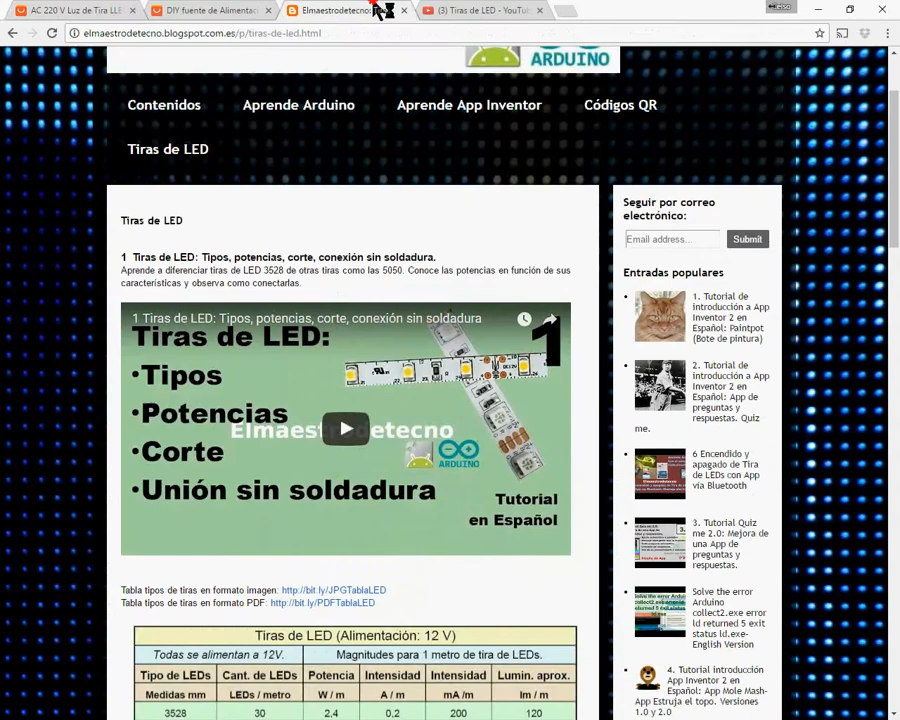 AC 220 V Luz de Tira LLE
DIY fuente de Alimentac
Elmaestrodetecno:
(3) Tiras de LED - YouTu
elmaestrodetecno.blogspot.com.es/p/tiras-de-led.html
ARDUINO
Contenidos Aprende Arduino Aprende App Inventor Códigos QR
Tiras de LED
Tiras de LED
1 Tiras de LED: Tipos, potencias, corte, conexión sin soldadura.
Aprende a diferenciar tiras de LED 3528 de otras tiras como las 5050. Conoce las potencias en función de sus
características y observa como conectarlas.
1 Tiras de LED: Tipos, potencias, corte, conexión sin soldadura
Tiras de LED:
1
•Tipos
•Potencias
Elmaestrodetecno
•Corte
ARDUINO
•Unión sin soldadura
Tutorial
en Español
Tabla tipos de tiras en formato imagen: http://bit.ly/JPGTablaLED
Tabla tipos de tiras en formato PDF: http://bit.ly/PDFTablaLED
Tiras de LED (Alimentación: 12 V)
Todas se alimentan a 12V. Magnitudes para 1 metro de tira de LEDs.
Tipo de LEDs Cant. de LEDs Potencia Intensidad Intensidad Lumin. aprox.
Medidas mm LEDs / metro W / m A / m mA /m lm / m
3528 30 2,4 0,2 200 120
Seguir por correo
electrónico:
Email address... Submit
Entradas populares
1. Tutorial de
introducción a App
Inventor 2 en
Español: Paintpot
(Bote de pintura)
2. Tutorial de
introducción a App
Inventor 2 en
Español: App de
preguntas y
respuestas. Quiz
me.
6 Encendido y
apagado de Tira
de LEDs con App
vía Bluetooth
3. Tutorial Quiz
me 2.0: Mejora de
una App de
preguntas y
respuestas.
Solve the error
Arduino
collect2.exe error
ld returned 5 exit
status ld.exe-
English Version
4. Tutorial introducción
App Inventor 2 en
Español: App Mole Mash-
App Estruja el topo. Versiones
1.0 y 2.0